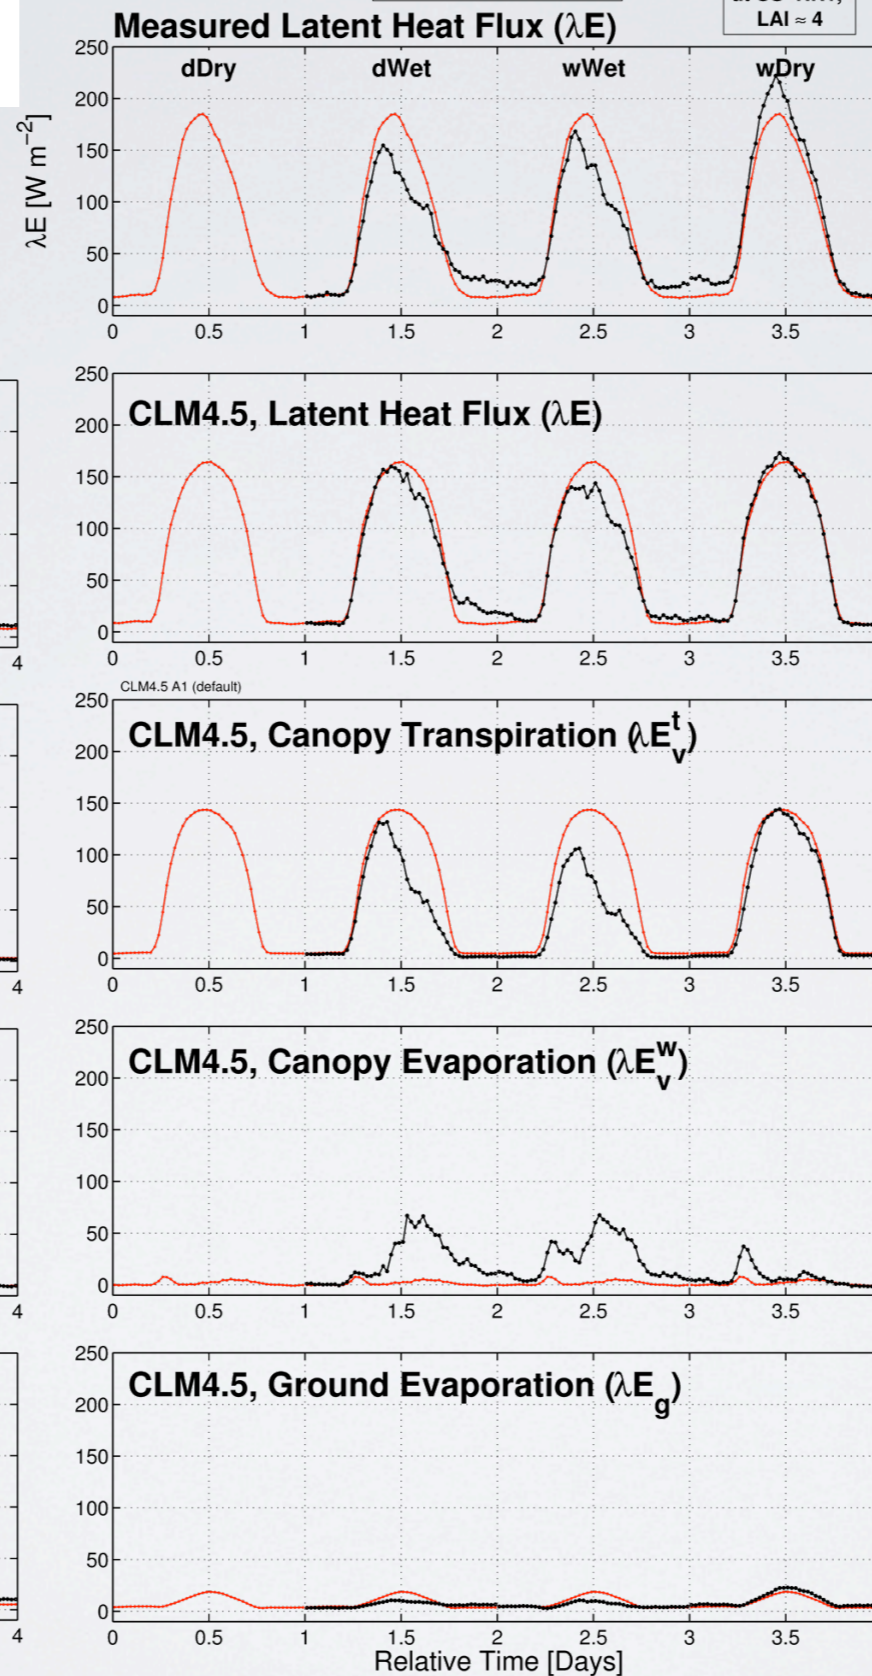 Measured Latent Heat Flux (λE)
LAI ≈ 4
dDry dWet wWet wDry
λE [W m⁻²]
250
200
150
100
50
0
0 0.5 1 1.5 2 2.5 3 3.5
CLM4.5, Latent Heat Flux (λE)
250
200
150
100
50
0
4
0 0.5 1 1.5 2 2.5 3 3.5
CLM4.5 A1 (default)
CLM4.5, Canopy Transpiration (λE_v^t)
250
200
150
100
50
0
4
0 0.5 1 1.5 2 2.5 3 3.5
CLM4.5, Canopy Evaporation (λE_v^w)
250
200
150
100
50
0
4
0 0.5 1 1.5 2 2.5 3 3.5
CLM4.5, Ground Evaporation (λE_g)
250
200
150
100
50
0
4
0 0.5 1 1.5 2 2.5 3 3.5
Relative Time [Days]